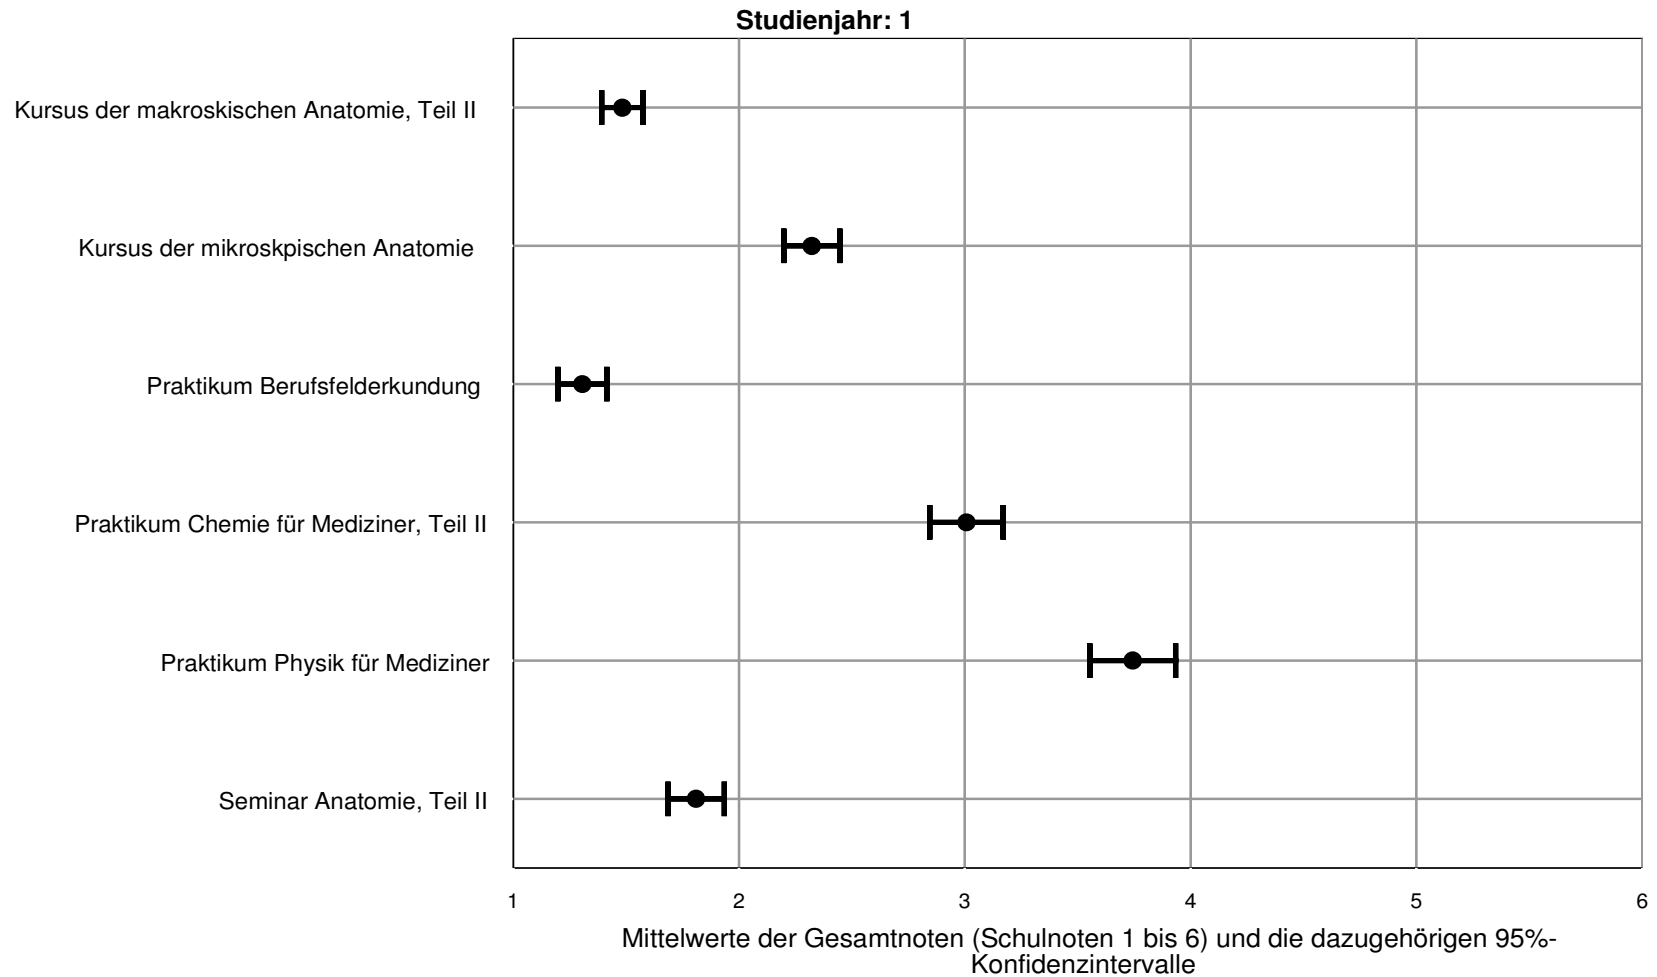 Studienjahr: 1
Kursus der makroskischen Anatomie, Teil II
Kursus der mikroskpischen Anatomie
Praktikum Berufsfelderkundung
Praktikum Chemie für Mediziner, Teil II
Praktikum Physik für Mediziner
Seminar Anatomie, Teil II
1 2 3 4 5 6
Mittelwerte der Gesamtnoten (Schulnoten 1 bis 6) und die dazugehörigen 95%-
Konfidenzintervalle